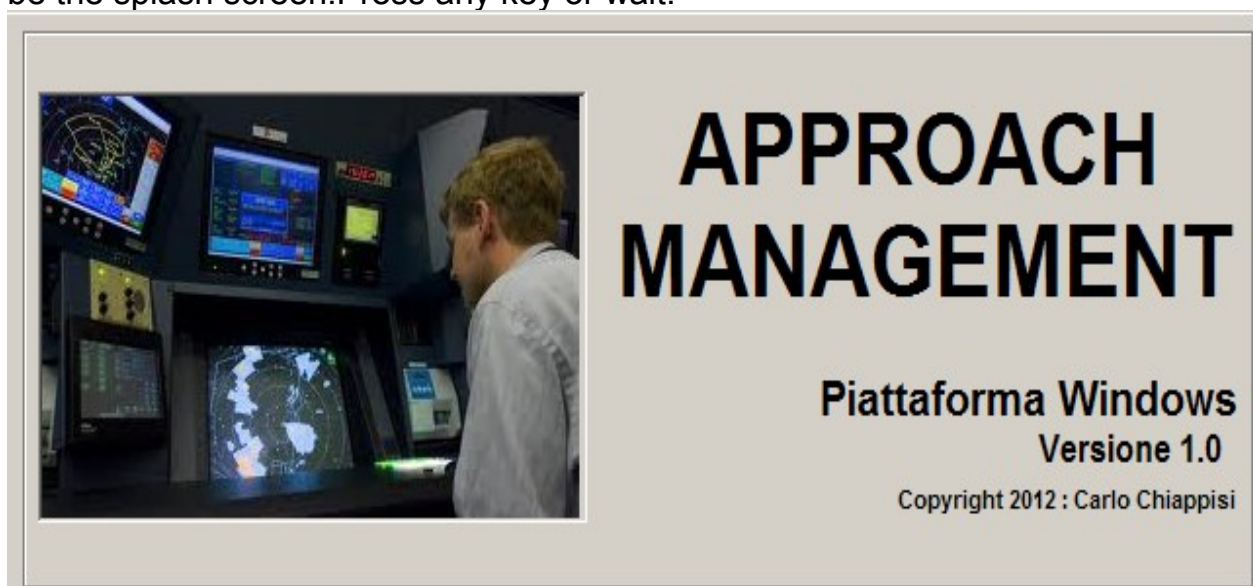 be the splash screen.Press any key or wait.
APPROACH
MANAGEMENT
Piattaforma Windows
Versione 1.0
Copyright 2012 : Carlo Chiappisi